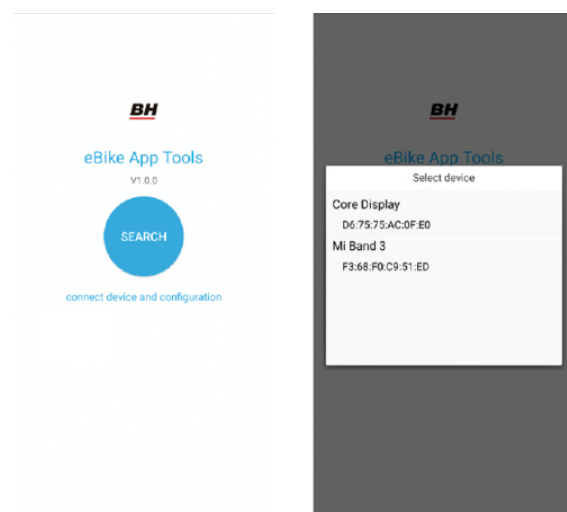 BH
eBike App Tools
V1.0.0
SEARCH
connect device and configuration
BH
eBike App Tools
Select device
Core Display
D6:75:75:AC:0F:E0
Mi Band 3
F3:68:F0:C9:51:ED